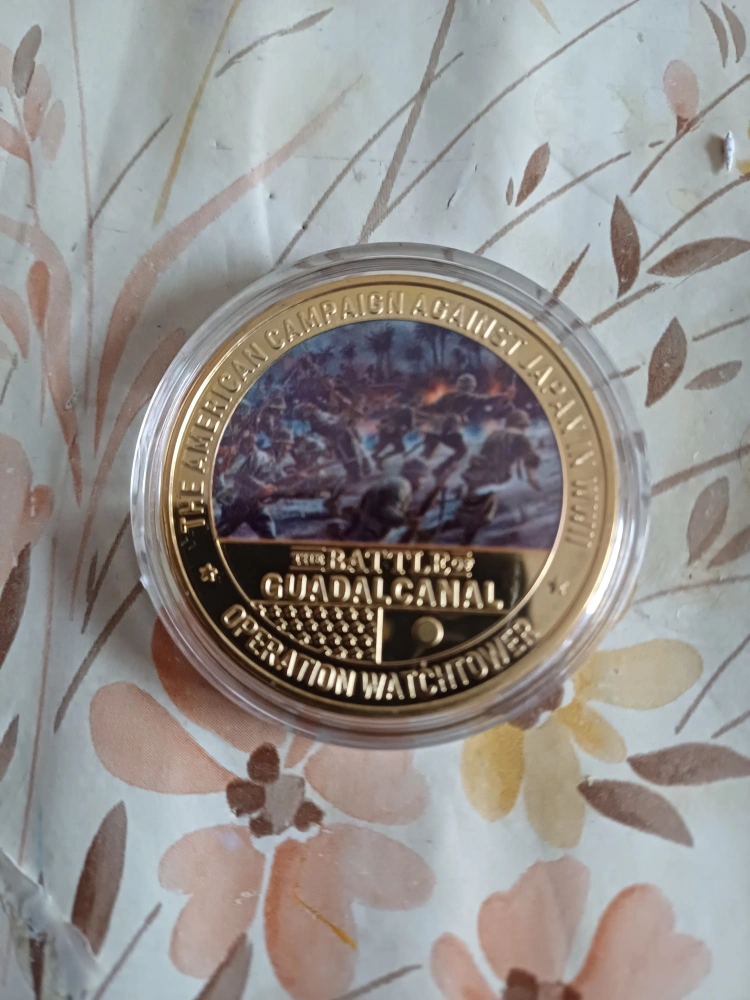 THE AMERICAN CAMPAIGN AGAINST JAPAN IN WWII
THE BATTLE OF
GUADALCANAL
OPERATION WATCHTOWER